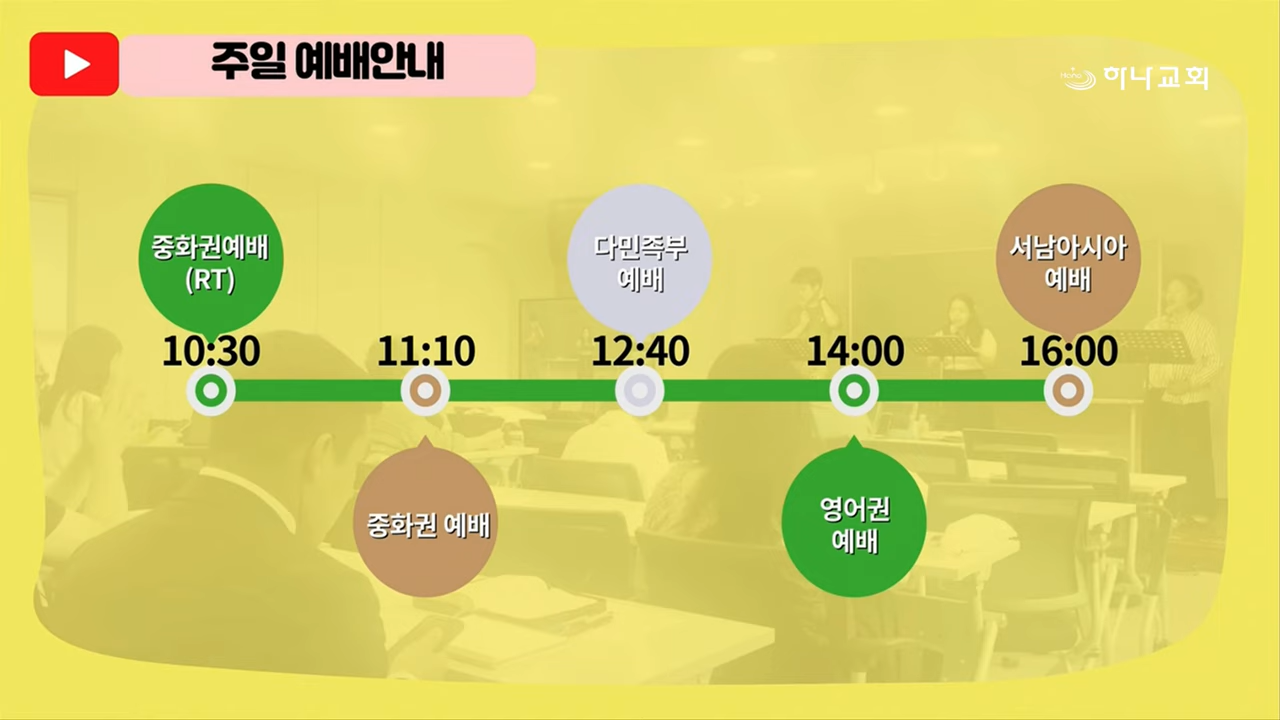 주일 예배안내
Hana 하나교회
중화권예배
(RT)
다민족부
예배
서남아시아
예배
10:30
11:10
12:40
14:00
16:00
중화권 예배
영어권
예배